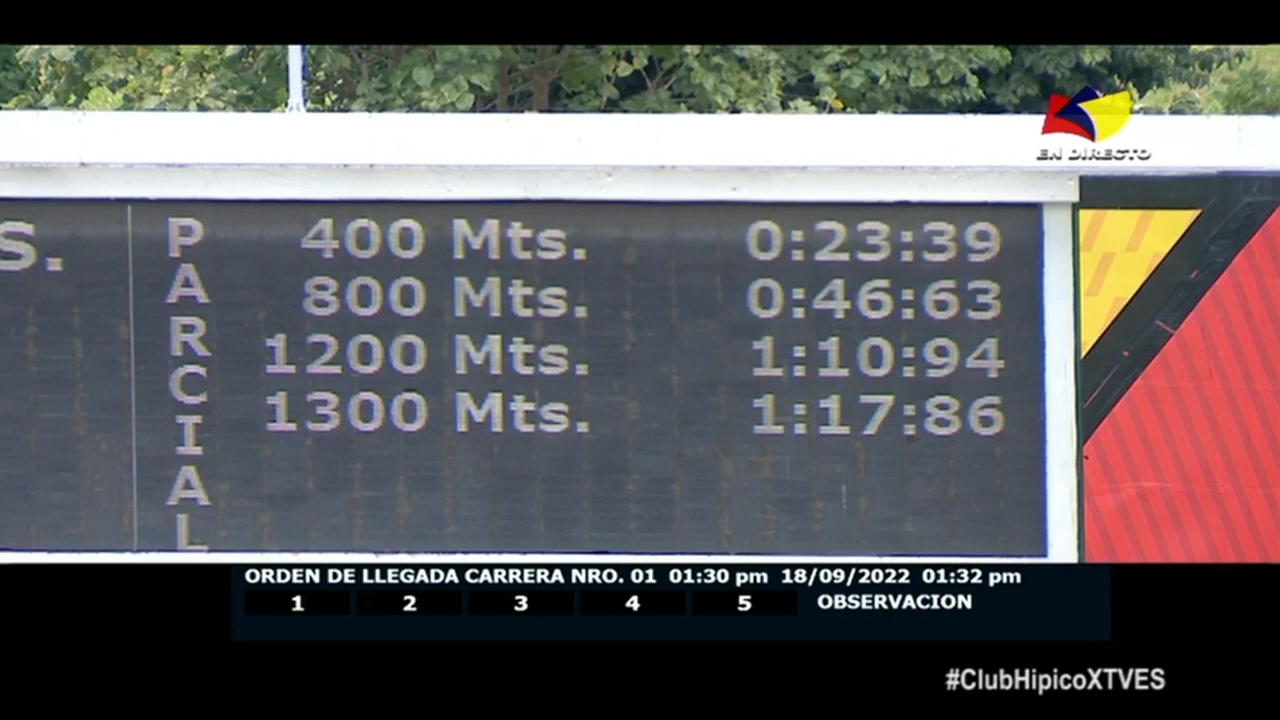 EN DIRECTO
S.
PARCIAL
400 Mts. 0:23:39
800 Mts. 0:46:63
1200 Mts. 1:10:94
1300 Mts. 1:17:86
ORDEN DE LLEGADA CARRERA NRO. 01 01:30 pm 18/09/2022 01:32 pm
1 2 3 4 5 OBSERVACION
#ClubHipicoXTVES